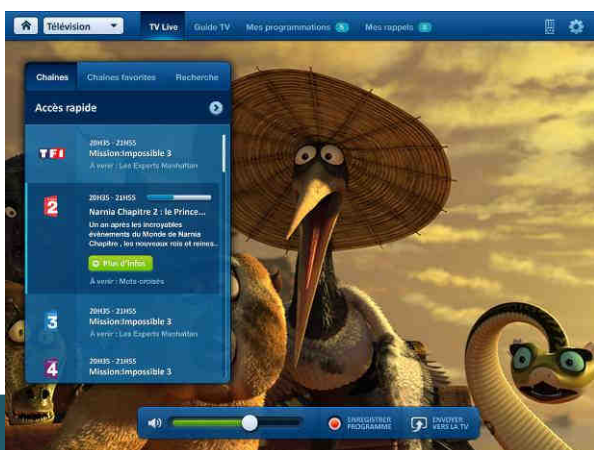 Télévision
TV Live
Guide TV
Mes programmations 5
Mes rappels
Chaînes
Chaînes favorites
Recherche
Accès rapide
TF1
20H35 - 21H55
Mission:Impossible 3
À venir : Les Experts Manhattan
2
20H35 - 21H55
Narnia Chapitre 2 : le Prince...
Un an après les incroyables
évènements du Monde de Narnia
Chapitre , les nouveaux rois et reines..
Plus d'infos
À venir : Mots-croisés
3
20H35 - 21H55
Mission:Impossible 3
À venir : Les Experts Manhattan
4
20H35 - 21H55
Mission:Impossible 3
ENREGISTRER
PROGRAMME
ENVOYER
VERS LA TV